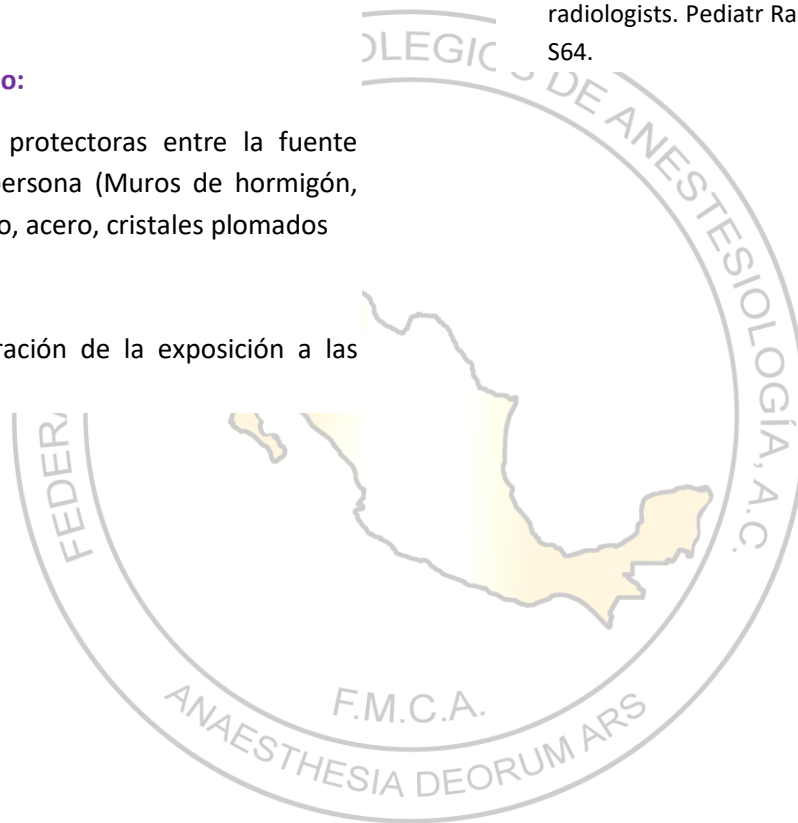 o:
protectoras entre la fuente
ersona (Muros de hormigón,
o, acero, cristales plomados
ración de la exposición a las
radiologists. Pediatr Ra
S64.
OLEGIO DE ANESTESIOLOGÍA, A.C.
FEDER
F.M.C.A.
ANAESTHESIA DEORUM ARS